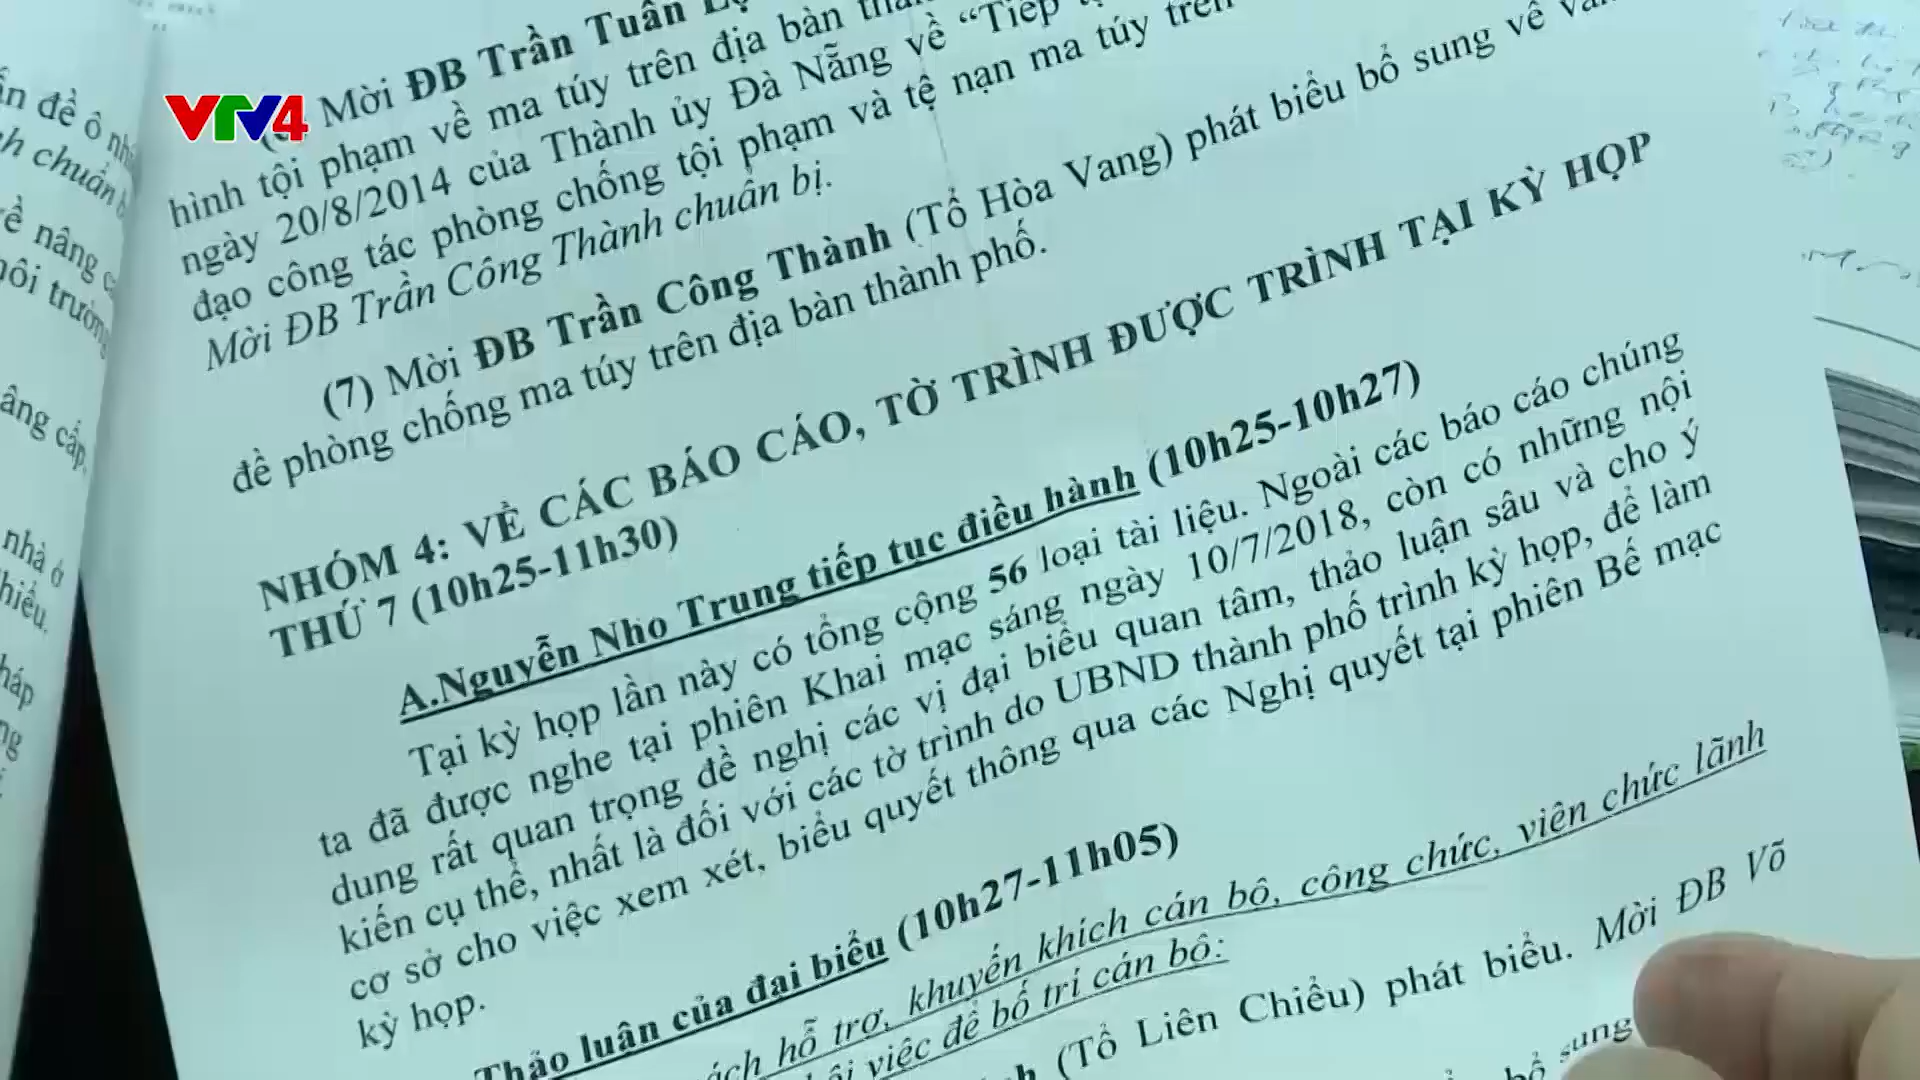 VTV4
Mời ĐB Trần Tuấn
hình tội phạm về ma túy trên địa bàn
ngày 20/8/2014 của Thành ủy Đà Nẵng về “Tiếp
đạo công tác phòng chống tội phạm và tệ nạn ma túy trên
Mời ĐB Trần Công Thành chuẩn bị.
(7) Mời ĐB Trần Công Thành (Tổ Hòa Vang) phát biểu bổ sung về
đề phòng chống ma túy trên địa bàn thành phố.
NHÓM 4: VỀ CÁC BÁO CÁO, TỜ TRÌNH ĐƯỢC TRÌNH TẠI KỲ HỌP
THỨ 7 (10h25-11h30)
A.Nguyễn Nho Trung tiếp tục điều hành (10h25-10h27)
Tại kỳ họp lần này có tổng cộng 56 loại tài liệu. Ngoài các báo cáo chúng
ta đã được nghe tại phiên Khai mạc sáng ngày 10/7/2018, còn có những nội
dung rất quan trọng đề nghị các vị đại biểu quan tâm, thảo luận sâu và cho ý
kiến cụ thể, nhất là đối với các tờ trình do UBND thành phố trình kỳ họp, để làm
cơ sở cho việc xem xét, biểu quyết thông qua các Nghị quyết tại phiên Bế mạc
kỳ họp.
Thảo luận của đại biểu (10h27-11h05)
hỗ trợ, khuyến khích cán bộ, công chức, viên chức lãnh
việc để bố trí cán bộ:
(Tổ Liên Chiểu) phát biểu. Mời ĐB Võ
bổ sung